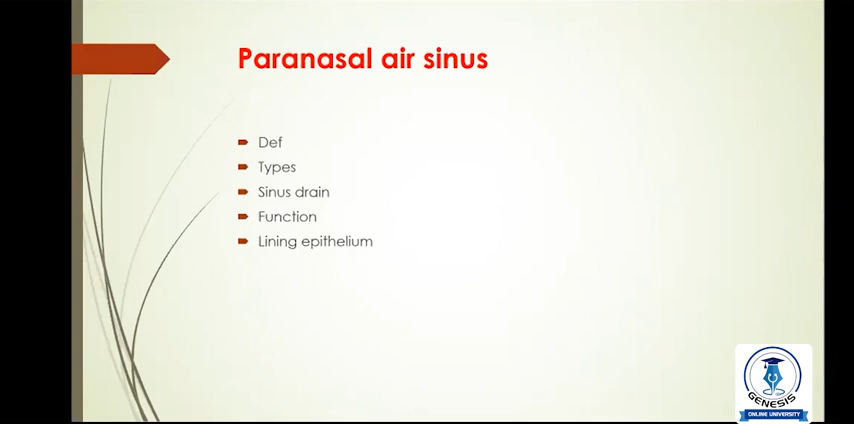 Paranasal air sinus
Def
Types
Sinus drain
Function
Lining epithelium
GENESIS
ONLINE UNIVERSITY